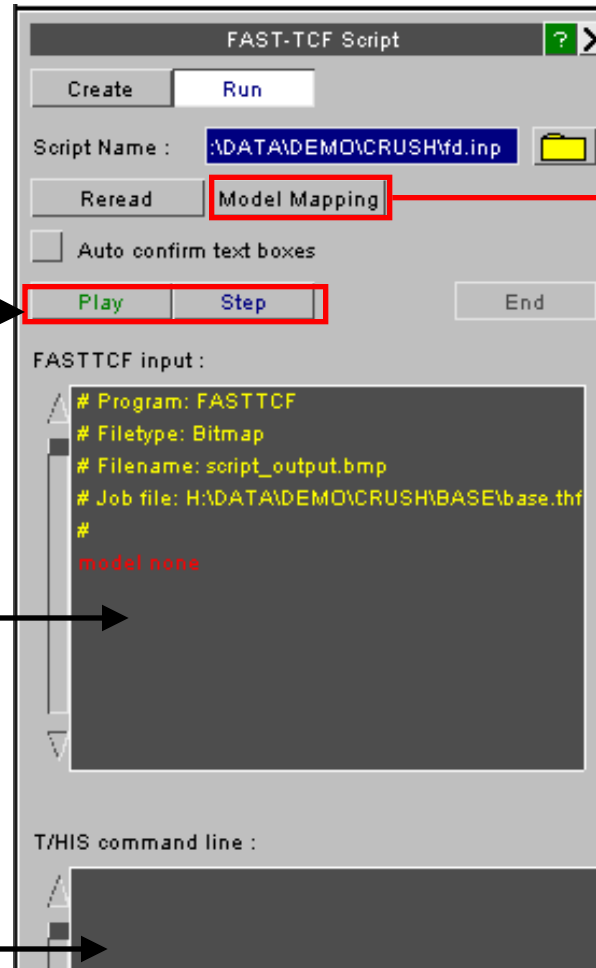 FAST-TCF Script ? X
Create Run
Script Name : :\DATA\DEMO\CRUSH\fd.inp
Reread Model Mapping
Auto confirm text boxes
Play Step End
FASTTCF input :
# Program: FASTTCF
# Filetype: Bitmap
# Filename: script_output.bmp
# Job file: H:\DATA\DEMO\CRUSH\BASE\base.thf
#
model none
T/HIS command line :